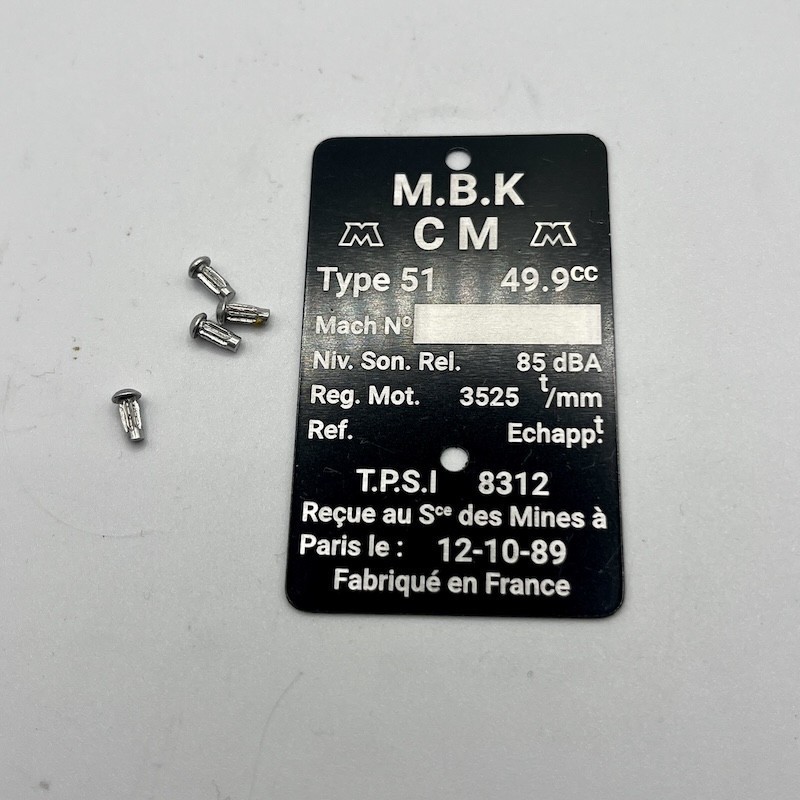 M.B.K
M CM M
Type 51 49.9cc
Mach Nº
Niv. Son. Rel. 85 dBA
Reg. Mot. 3525 t/mm
Ref. Echappt.
T.P.S.I 8312
Reçue au Sce des Mines à
Paris le : 12-10-89
Fabriqué en France